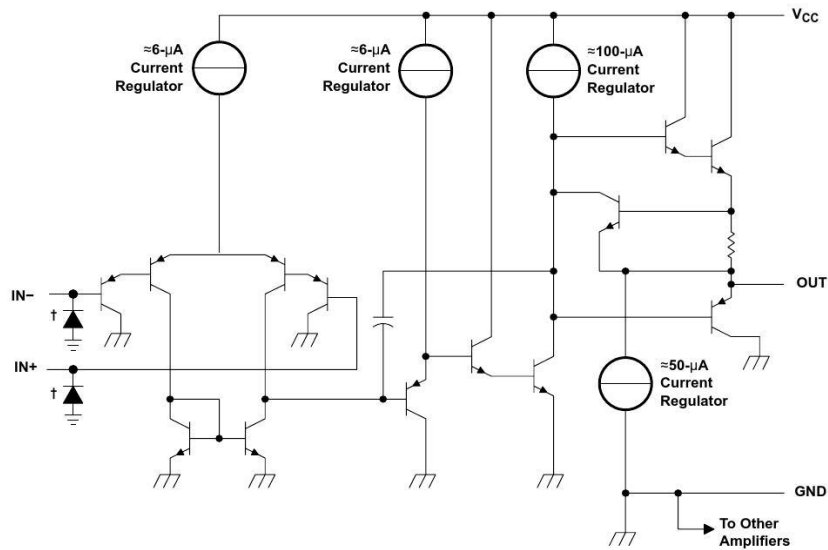 V_CC
≈6-µA
Current
Regulator
≈6-µA
Current
Regulator
≈100-µA
Current
Regulator
IN−
†
OUT
IN+
†
≈50-µA
Current
Regulator
GND
To Other
Amplifiers